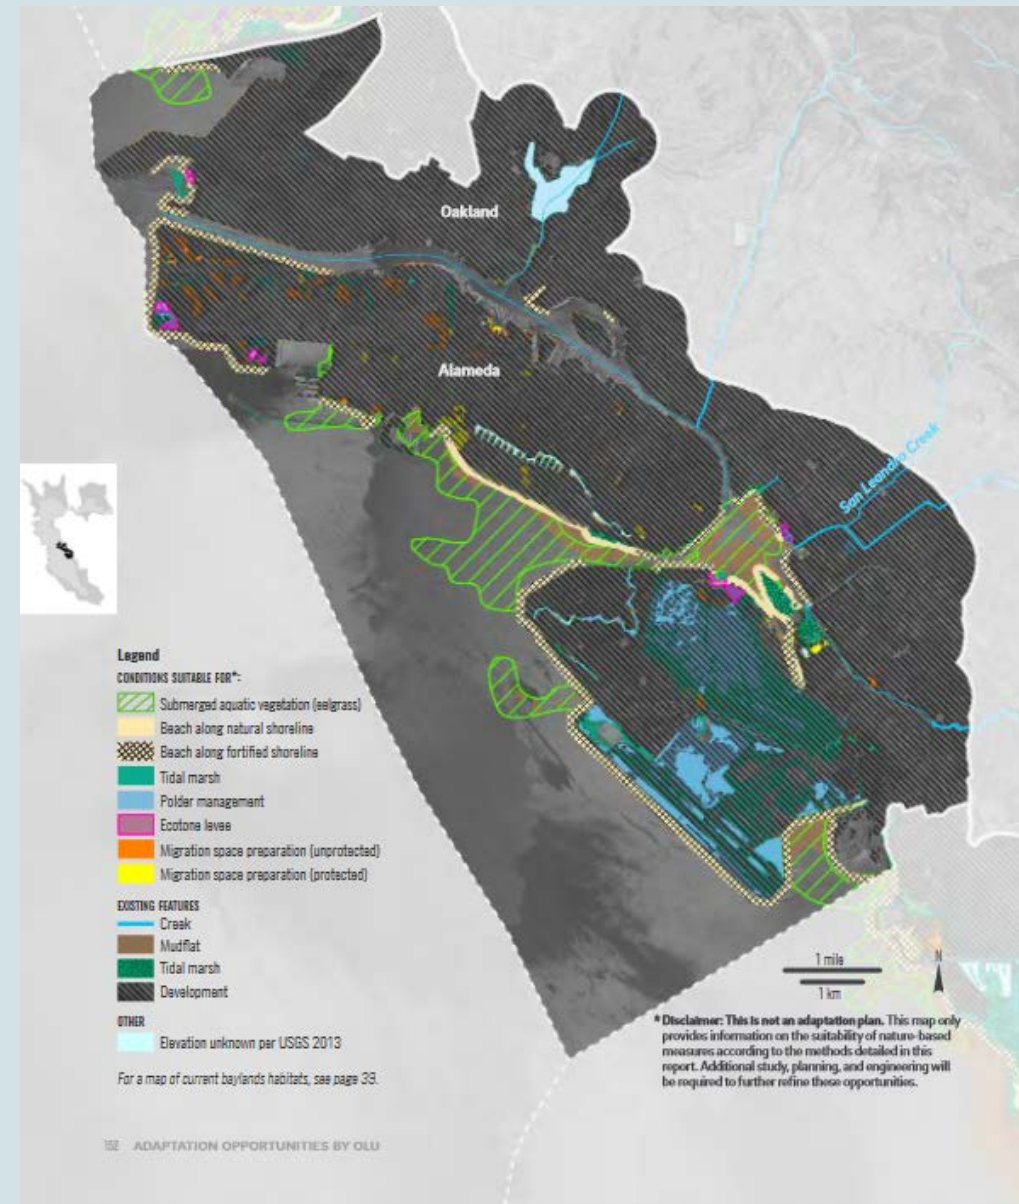 Oakland
Alameda
San Leandro Creek
Legend
CONDITIONS SUITABLE FOR*:
Submerged aquatic vegetation (eelgrass)
Beach along natural shoreline
Beach along fortified shoreline
Tidal marsh
Polder management
Ecotone levee
Migration space preparation (unprotected)
Migration space preparation (protected)
EXISTING FEATURES
Creek
Mudflat
Tidal marsh
Development
OTHER
Elevation unknown per USGS 2013
For a map of current baylands habitats, see page 39.
1 mile
1 km
N
* Disclaimer: This is not an adaptation plan. This map only
provides information on the suitability of nature-based
measures according to the methods detailed in this
report. Additional study, planning, and engineering will
be required to further refine these opportunities.
152 ADAPTATION OPPORTUNITIES BY OLU